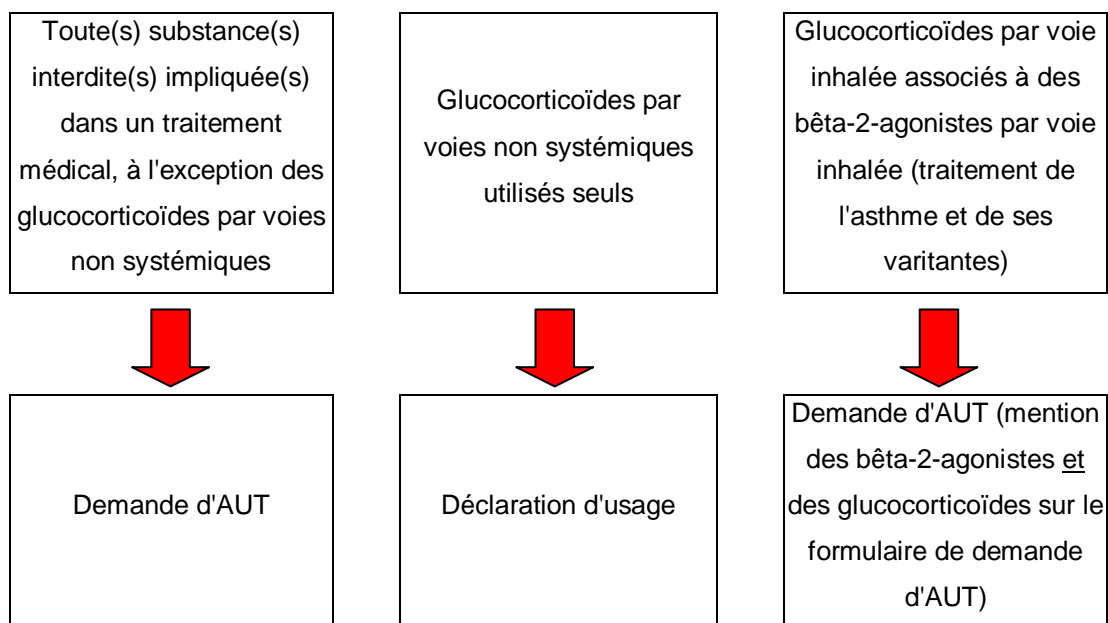 Toute(s) substance(s)
interdite(s) impliquée(s)
dans un traitement
médical, à l'exception des
glucocorticoïdes par voies
non systémiques
Glucocorticoïdes par
voies non systémiques
utilisés seuls
Glucocorticoïdes par voie
inhalée associés à des
bêta-2-agonistes par voie
inhalée (traitement de
l'asthme et de ses
varitantes)
Demande d'AUT
Déclaration d'usage
Demande d'AUT (mention
des bêta-2-agonistes et
des glucocorticoïdes sur le
formulaire de demande
d'AUT)